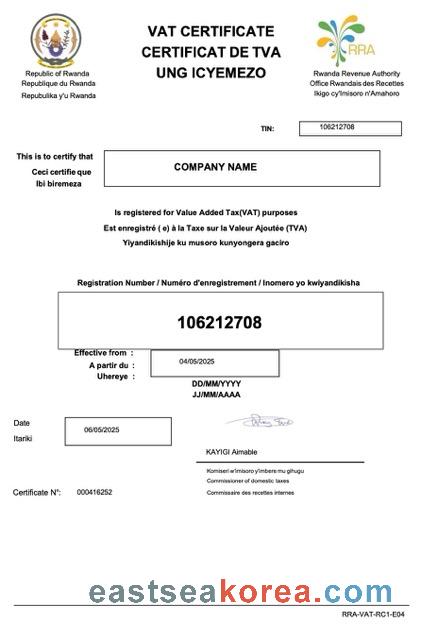 VAT CERTIFICATE
CERTIFICAT DE TVA
UNG ICYEMEZO
Republic of Rwanda
Republique du Rwanda
Repubulika y'u Rwanda
RRA
Rwanda Revenue Authority
Office Rwandais des Recettes
Ikigo cy'Imisoro n'Amahoro
TIN: 106212708
This is to certify that
Ceci certifie que
Ibi biremeza
COMPANY NAME
Is registered for Value Added Tax(VAT) purposes
Est enregistré ( e) à la Taxe sur la Valeur Ajoutée (TVA)
Yiyandikishije ku musoro kunyongera gaciro
Registration Number / Numéro d'enregistrement / Inomero yo kwiyandikisha
106212708
Effective from :
A partir du :
Uhereye :
04/05/2025
DD/MM/YYYY
JJ/MM/AAAA
Date
Itariki
06/05/2025
KAYIGI Aimable
Komiseri w'imisoro y'imbere mu gihugu
Commissioner of domestic taxes
Commissaire des recettes internes
Certificate N°: 000416252
eastseakorea.com
RRA-VAT-RC1-E04